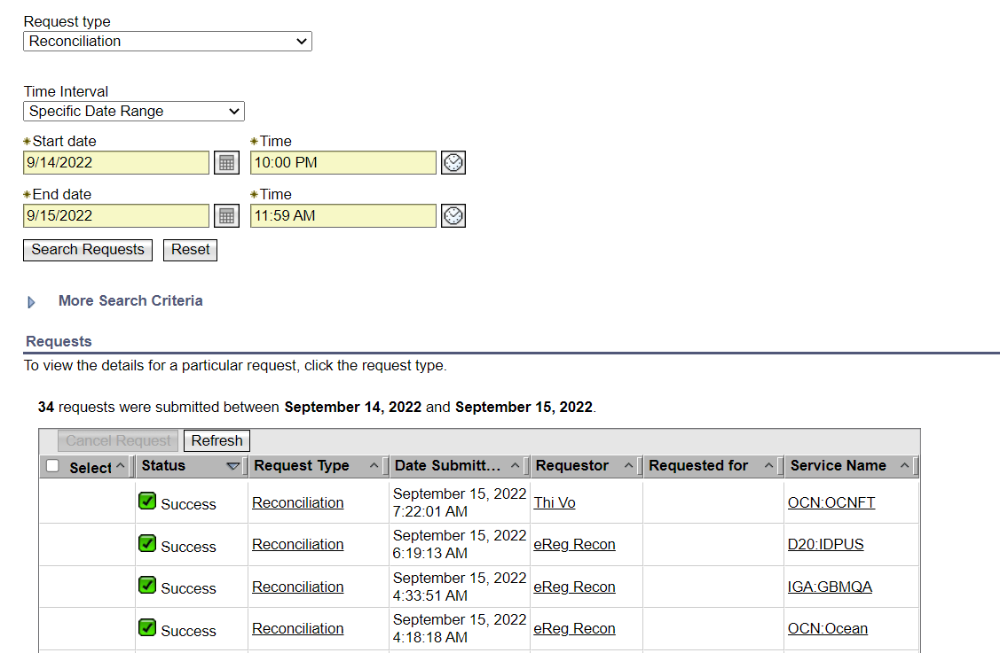 Request type
Reconciliation
Time Interval
Specific Date Range
Start date
Time
9/14/2022
10:00 PM
End date
Time
9/15/2022
11:59 AM
Search Requests
Reset
More Search Criteria
Requests
To view the details for a particular request, click the request type.
34 requests were submitted between September 14, 2022 and September 15, 2022.
Cancel Request
Refresh
Select Status Request Type Date Submitt... Requestor Requested for Service Name
Success Reconciliation September 15, 2022 7:22:01 AM Thi Vo OCN:OCNFT
Success Reconciliation September 15, 2022 6:19:13 AM eReg Recon D20:IDPUS
Success Reconciliation September 15, 2022 4:33:51 AM eReg Recon IGA:GBMQA
Success Reconciliation September 15, 2022 4:18:18 AM eReg Recon OCN:Ocean